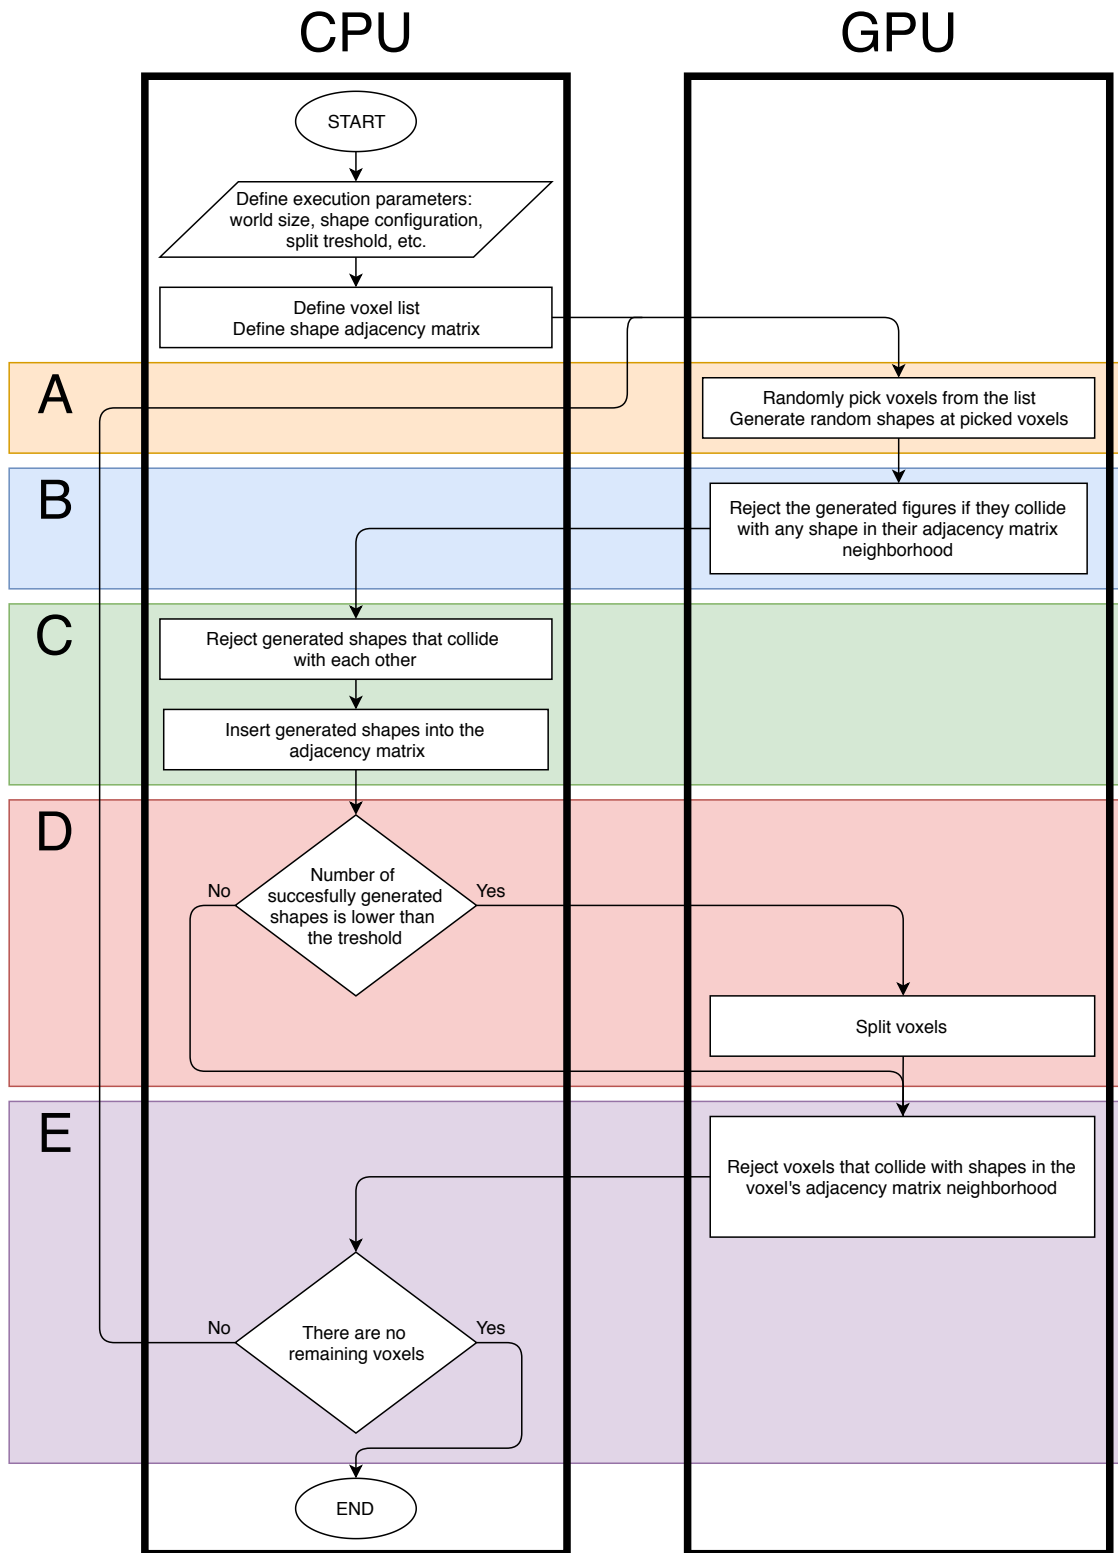 CPU
GPU
START
Define execution parameters:
world size, shape configuration,
split treshold, etc.
Define voxel list
Define shape adjacency matrix
A
Randomly pick voxels from the list
Generate random shapes at picked voxels
B
Reject the generated figures if they collide
with any shape in their adjacency matrix
neighborhood
C
Reject generated shapes that collide
with each other
Insert generated shapes into the
adjacency matrix
D
Number of
succesfully generated
shapes is lower than
the treshold
No
Yes
Split voxels
E
Reject voxels that collide with shapes in the
voxel's adjacency matrix neighborhood
There are no
remaining voxels
No
Yes
END